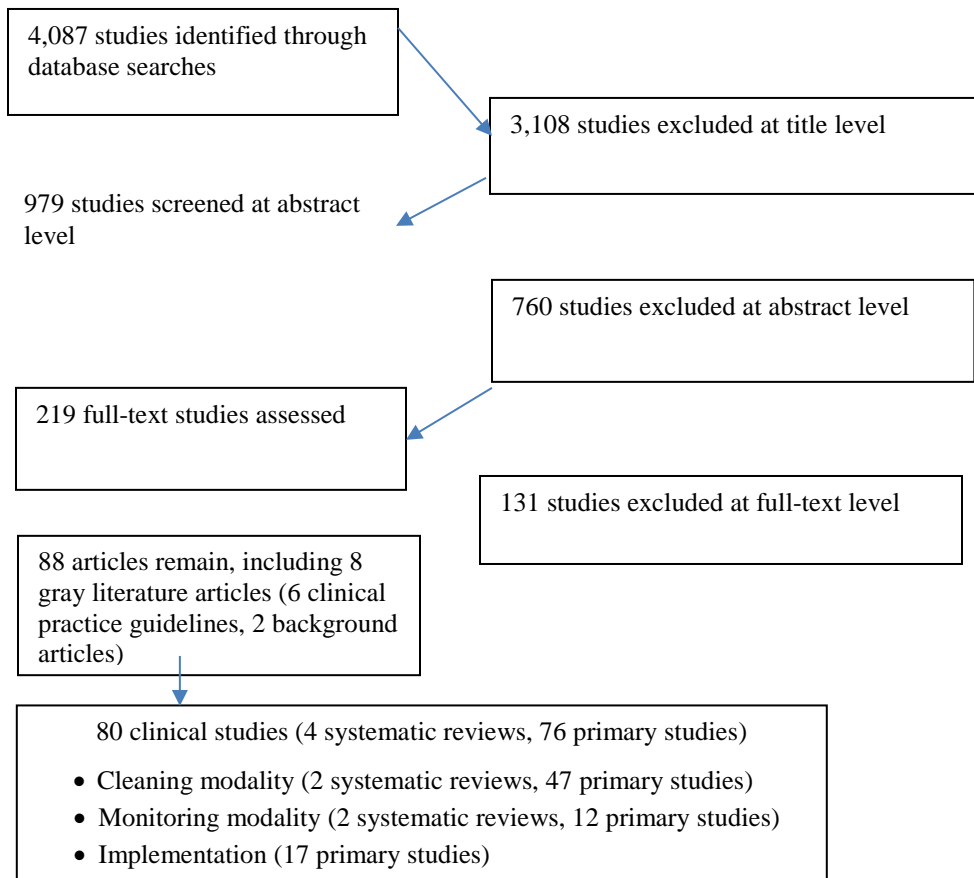 4,087 studies identified through
database searches
3,108 studies excluded at title level
979 studies screened at abstract
level
760 studies excluded at abstract level
219 full-text studies assessed
131 studies excluded at full-text level
88 articles remain, including 8
gray literature articles (6 clinical
practice guidelines, 2 background
articles)
80 clinical studies (4 systematic reviews, 76 primary studies)
• Cleaning modality (2 systematic reviews, 47 primary studies)
• Monitoring modality (2 systematic reviews, 12 primary studies)
• Implementation (17 primary studies)